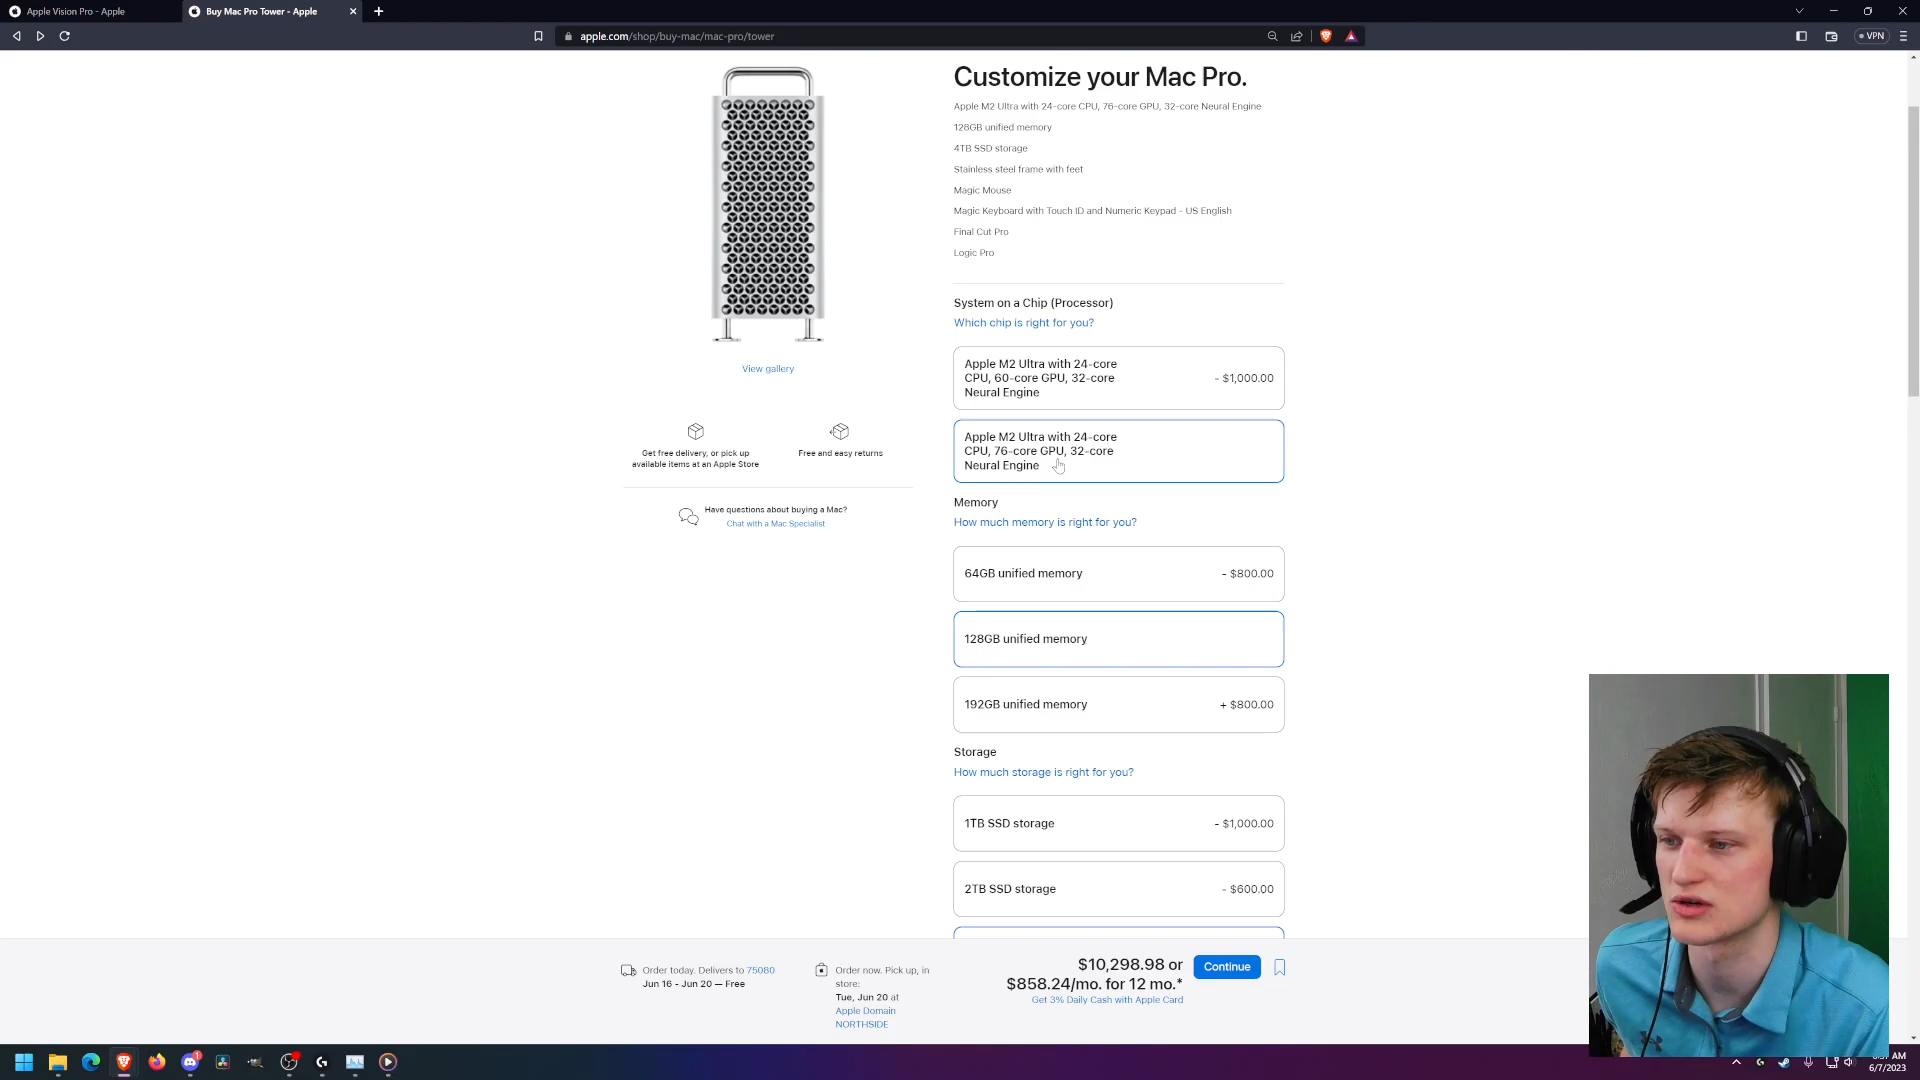 Apple Vision Pro - Apple
Buy Mac Pro Tower - Apple
apple.com/shop/buy-mac/mac-pro/tower
VPN
Customize your Mac Pro.
Apple M2 Ultra with 24-core CPU, 76-core GPU, 32-core Neural Engine
128GB unified memory
4TB SSD storage
Stainless steel frame with feet
Magic Mouse
Magic Keyboard with Touch ID and Numeric Keypad - US English
Final Cut Pro
Logic Pro
View gallery
Get free delivery, or pick up
available items at an Apple Store
Free and easy returns
Have questions about buying a Mac?
Chat with a Mac Specialist
System on a Chip (Processor)
Which chip is right for you?
Apple M2 Ultra with 24-core
CPU, 60-core GPU, 32-core
Neural Engine
- $1,000.00
Apple M2 Ultra with 24-core
CPU, 76-core GPU, 32-core
Neural Engine
Memory
How much memory is right for you?
64GB unified memory
- $800.00
128GB unified memory
192GB unified memory
+ $800.00
Storage
How much storage is right for you?
1TB SSD storage
- $1,000.00
2TB SSD storage
- $600.00
Order today. Delivers to 75080
Jun 16 - Jun 20 — Free
Order now. Pick up, in
store:
Tue, Jun 20 at
Apple Domain
NORTHSIDE
$10,298.98 or
$858.24/mo. for 12 mo.*
Get 3% Daily Cash with Apple Card
Continue
1
AM
6/7/2023